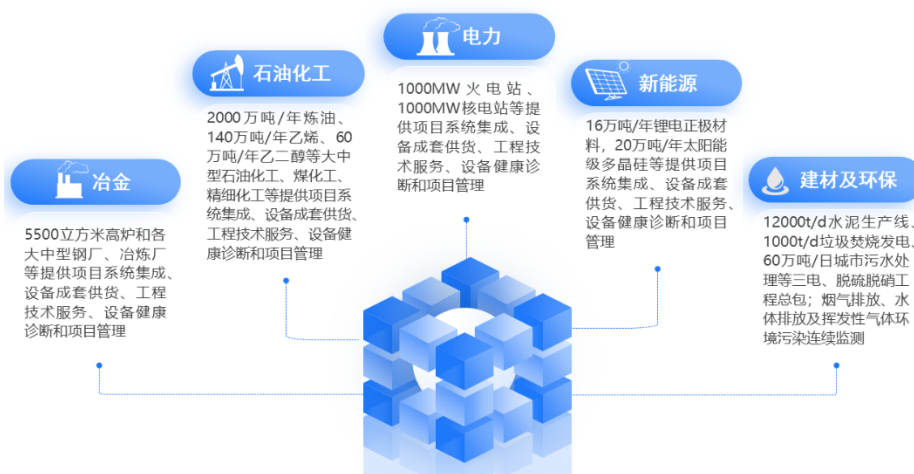 冶金
5500立方米高炉和各
大中型钢厂、冶炼厂
等提供项目系统集成、
设备成套供货、工程
技术服务、设备健康
诊断和项目管理
石油化工
2000万吨/年炼油、
140万吨/年乙烯、60
万吨/年乙二醇等大中
型石油化工、煤化工、
精细化工等提供项目系
统集成、设备成套供货、
工程技术服务、设备健
康诊断和项目管理
电力
1000MW火电站、
1000MW核电站等提
供项目系统集成、设
备成套供货、工程技
术服务、设备健康诊
断和项目管理
新能源
16万吨/年锂电正极材
料，20万吨/年太阳能
级多晶硅等提供项目
系统集成、设备成套
供货、工程技术服务、
设备健康诊断和项目
管理
建材及环保
12000t/d水泥生产线、
1000t/d垃圾焚烧发电、
60万吨/日城市污水处
理等三电、脱硫脱硝工
程总包；烟气排放、水
体排放及挥发性气体环
境污染连续监测